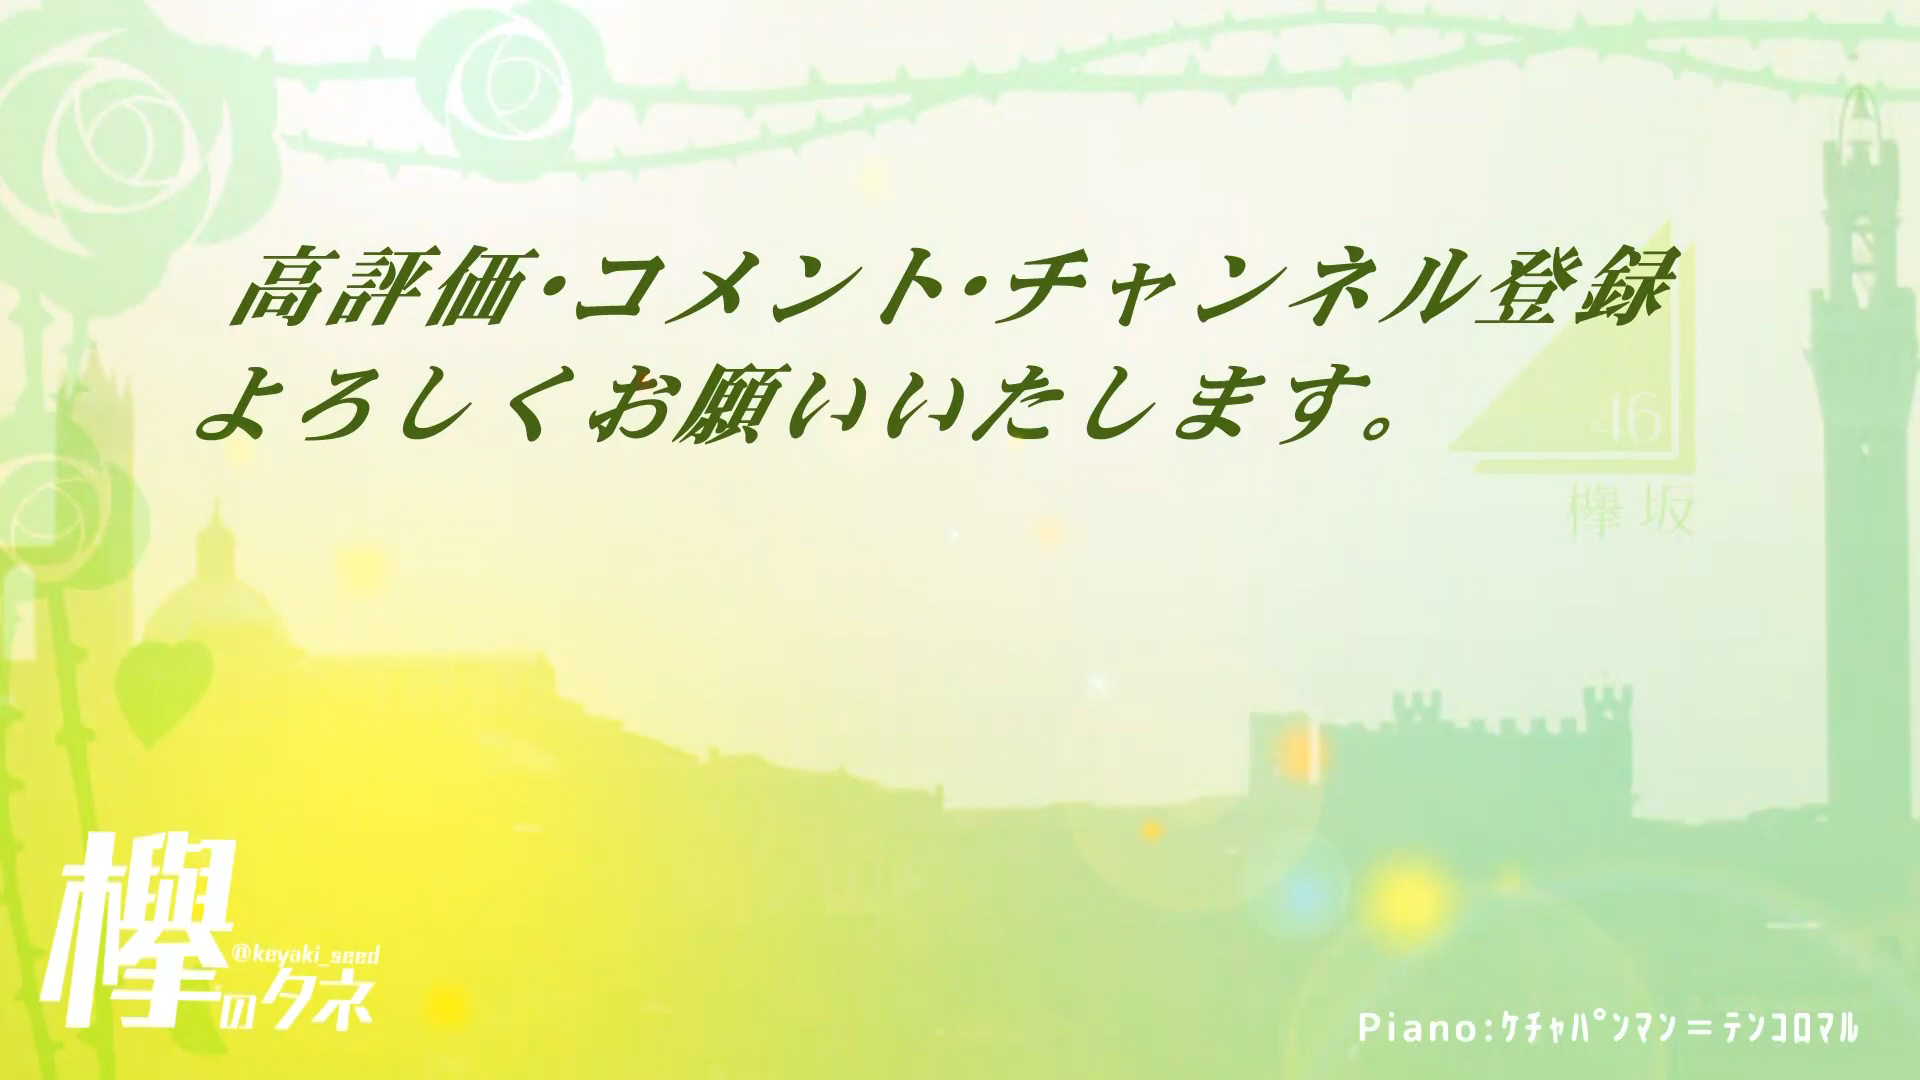 高評価・コメント・チャンネル登録
よろしくお願いいたします。
46
欅坂
欅のタネ
@keyaki_seed
Piano:ケチャパンマン＝テンコロマル